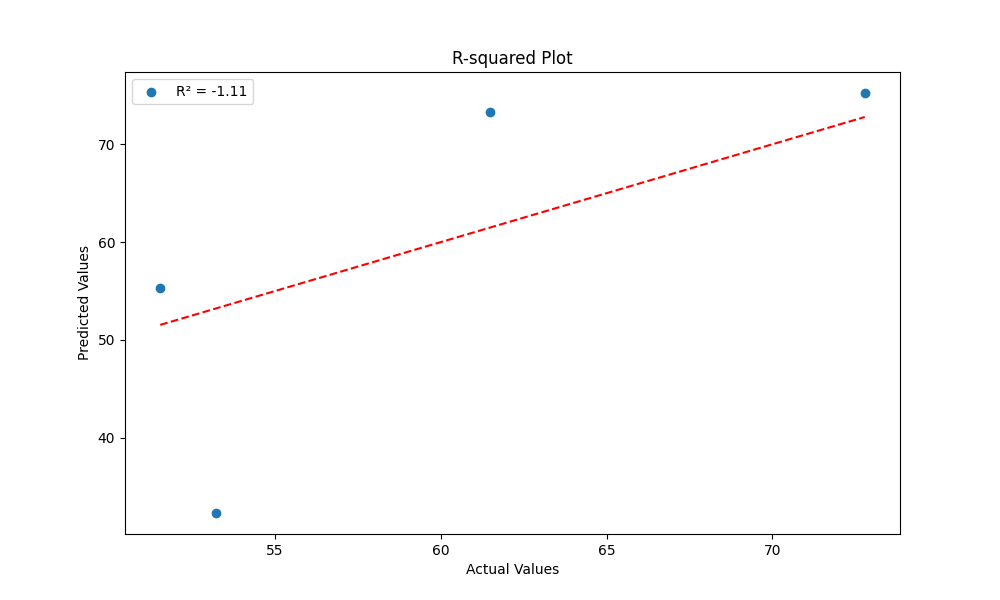 R-squared Plot
R² = -1.11
70
60
50
40
Predicted Values
55
60
65
70
Actual Values